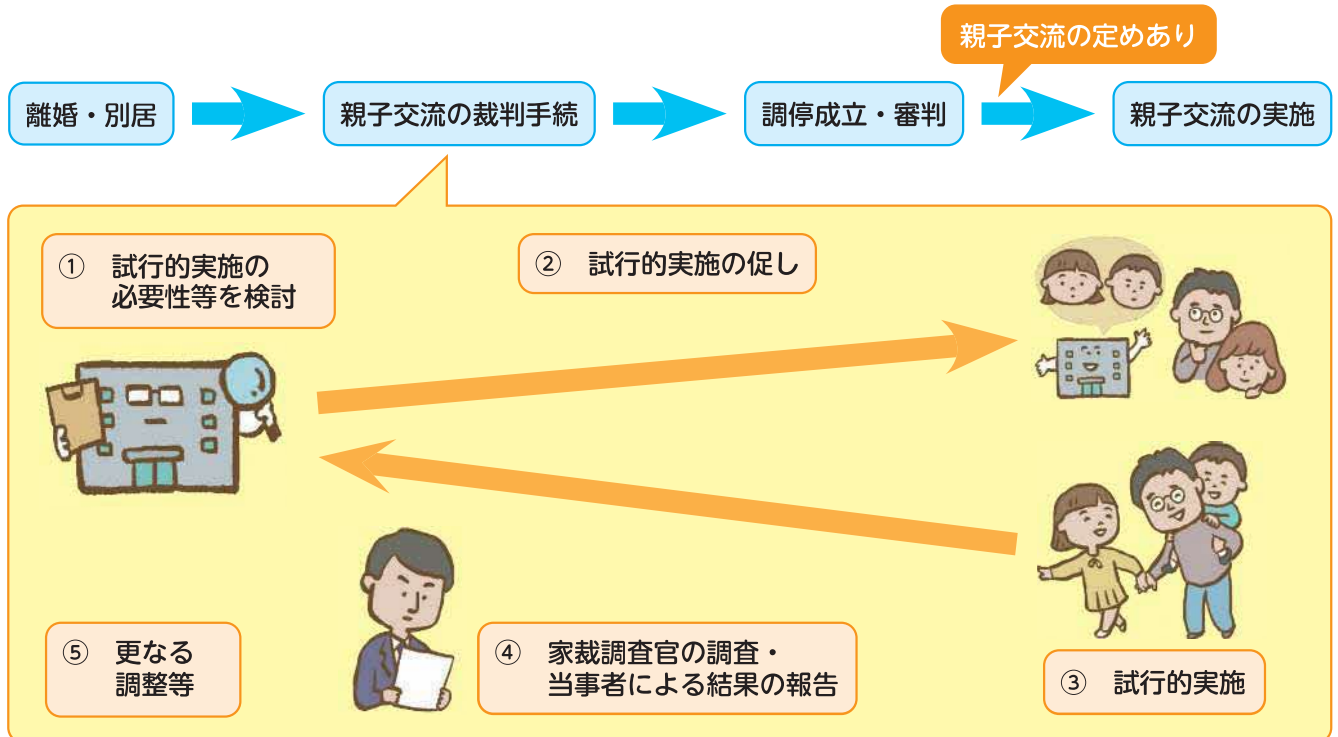 親子交流の定めあり
離婚・別居
親子交流の裁判手続
調停成立・審判
親子交流の実施
① 試行的実施の
必要性等を検討
② 試行的実施の促し
③ 試行的実施
④ 家裁調査官の調査・
当事者による結果の報告
⑤ 更なる
調整等